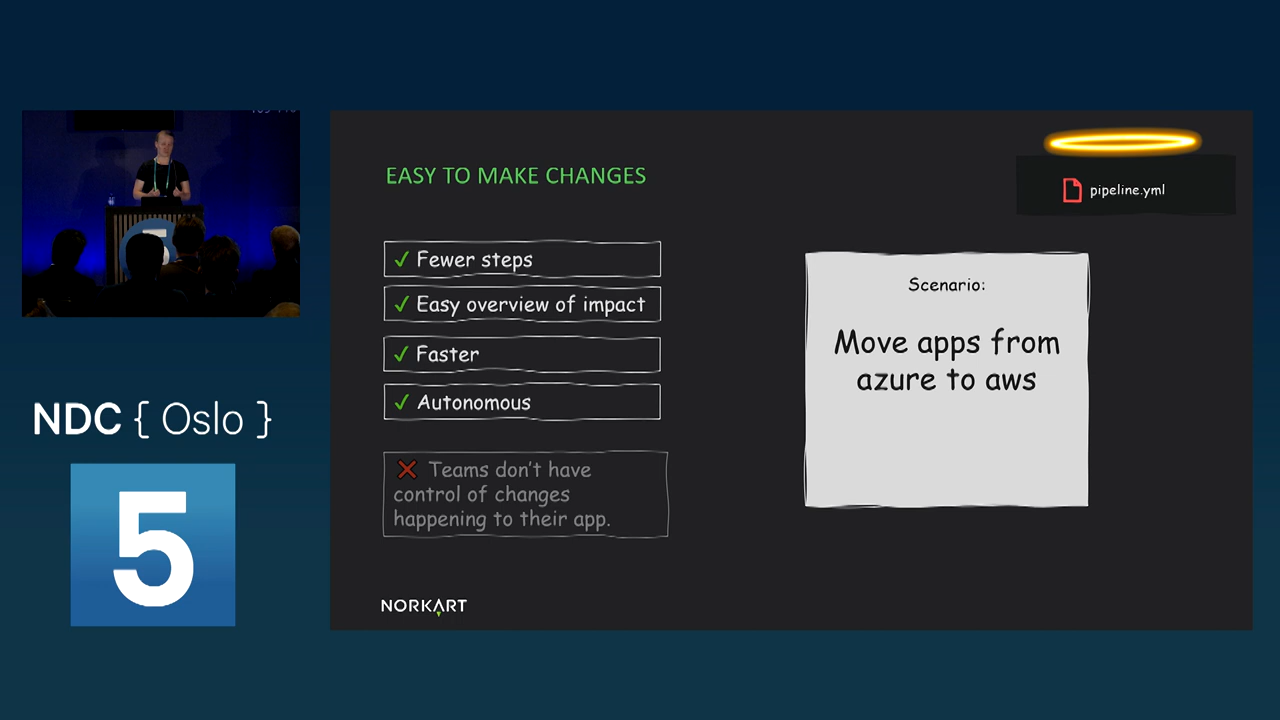 EASY TO MAKE CHANGES
pipeline.yml
✓ Fewer steps
✓ Easy overview of impact
✓ Faster
✓ Autonomous
❌ Teams don't have
control of changes
happening to their app.
Scenario:
Move apps from
azure to aws
NORKART
NDC { Oslo }
5